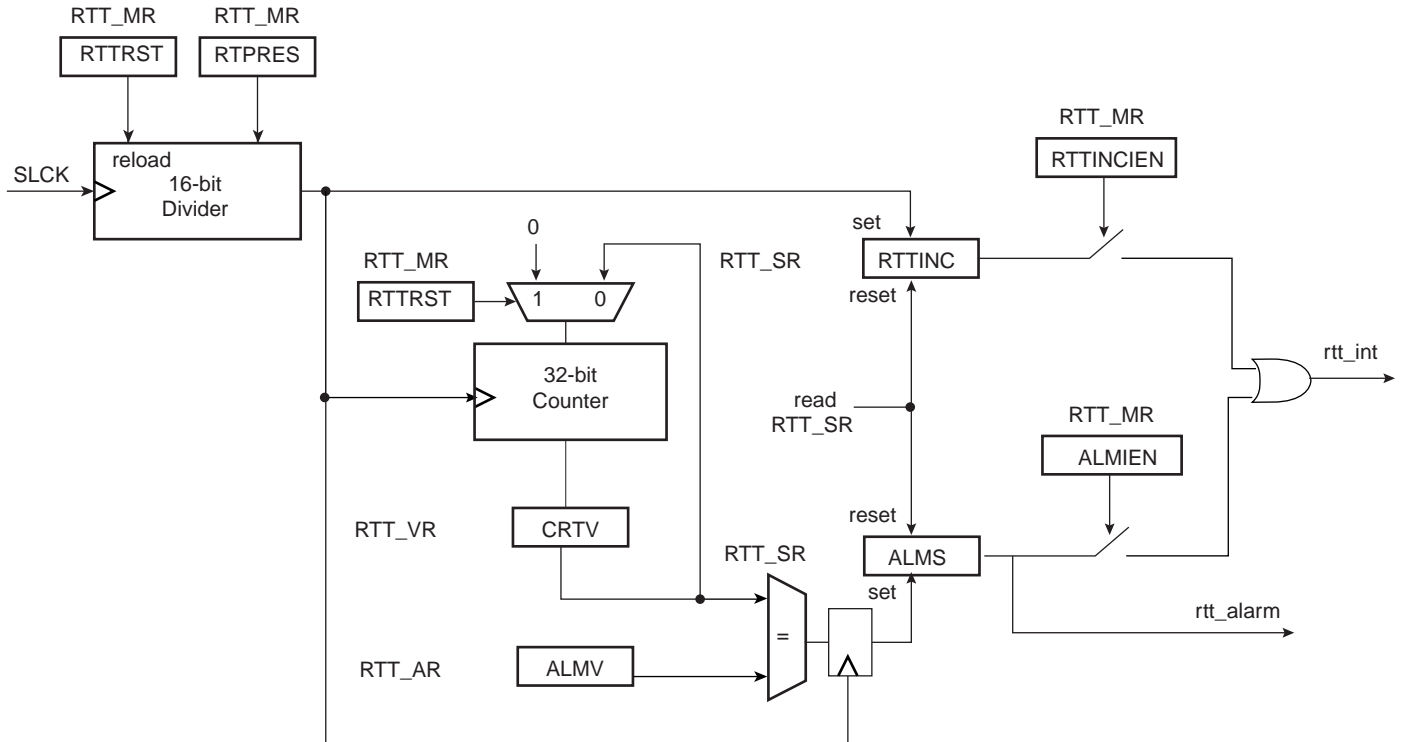 RTT_MR
RTT_MR
RTTRST
RTPRES
RTT_MR
reload
RTTINCIEN
SLCK
16-bit
Divider
set
0
RTT_MR
RTT_SR
RTTINC
RTTRST
1
0
reset
32-bit
Counter
rtt_int
read
RTT_SR
RTT_MR
ALMIEN
reset
RTT_VR
CRTV
RTT_SR
ALMS
set
rtt_alarm
=
RTT_AR
ALMV